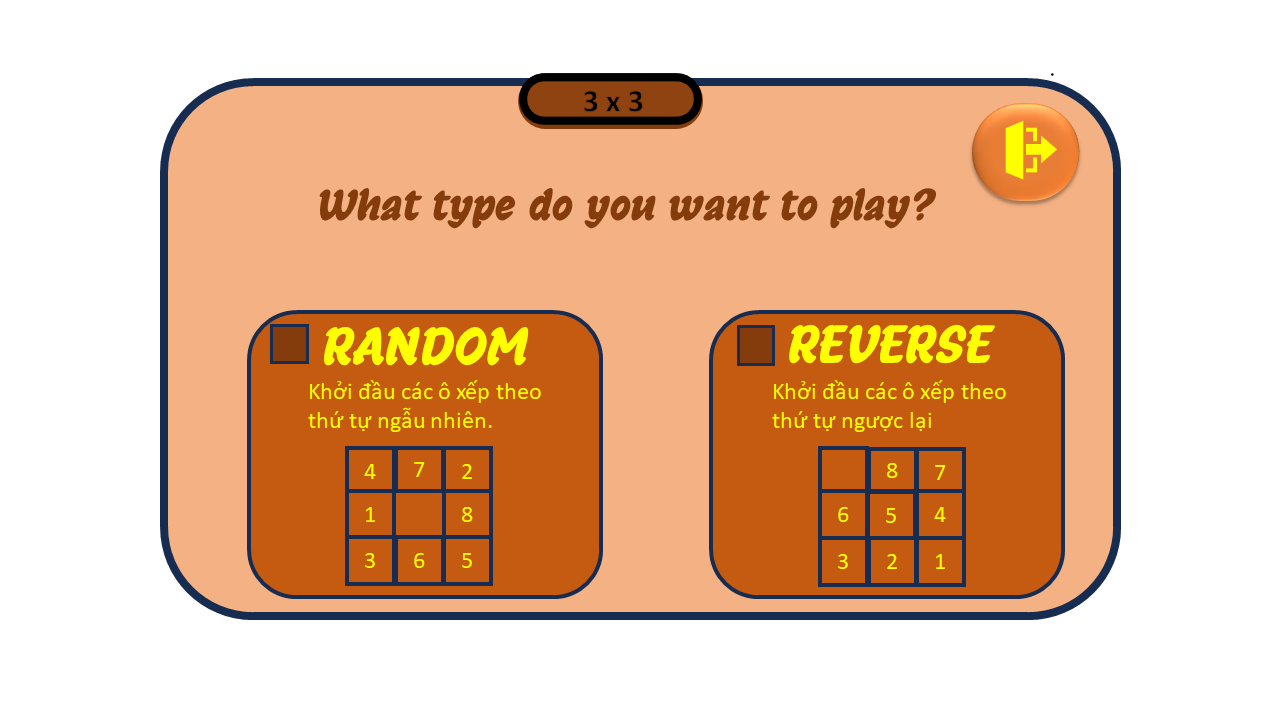 3 x 3
What type do you want to play?
RANDOM
Khởi đầu các ô xếp theo
thứ tự ngẫu nhiên.
4 7 2
1 8
3 6 5
REVERSE
Khởi đầu các ô xếp theo
thứ tự ngược lại
8 7
6 5 4
3 2 1